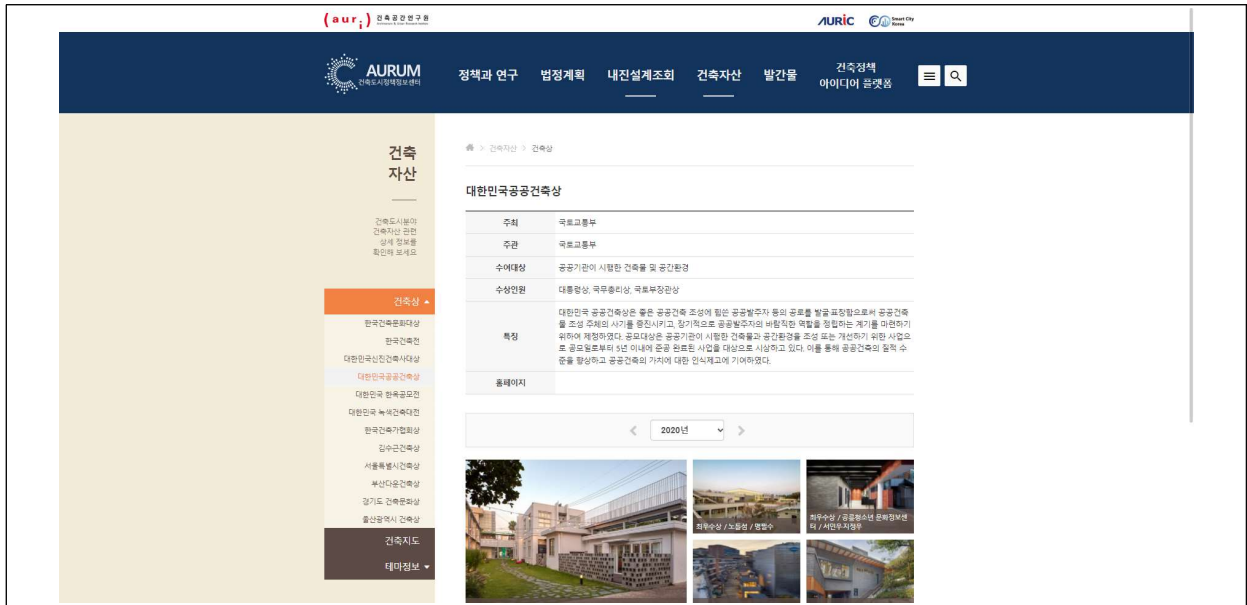 (auri) 건축공간연구원
AURIC
Smart City
Korea
AURUM
건축도시정책정보센터
정책과 연구 법정계획 내진설계조회 건축자산 발간물 건축정책
아이디어 플랫폼
건축
자산
건축도시분야
건축자산 관련
상세 정보를
확인해 보세요
건축상
한국건축문화대상
한국건축전
대한민국신진건축사대상
대한민국공공건축상
대한민국 한옥공모전
대한민국 녹색건축대전
한국건축가협회상
김수근건축상
서울특별시건축상
부산다운건축상
경기도 건축문화상
울산광역시 건축상
건축지도
테마정보
> 건축자산 > 건축상
대한민국공공건축상
주최 국토교통부
주관 국토교통부
수여대상 공공기관이 시행한 건축물 및 공간환경
수상인원 대통령상, 국무총리상, 국토부장관상
특징
대한민국 공공건축상은 좋은 공공건축 조성에 힘쓴 공공발주자 등의 공로를 발굴·표창함으로써 공공건축
물 조성 주체의 사기를 증진시키고, 장기적으로 공공발주자의 바람직한 역할을 정립하는 계기를 마련하기
위하여 제정하였다. 공모대상은 공공기관이 시행한 건축물과 공간환경을 조성 또는 개선하기 위한 사업으
로 공모일로부터 5년 이내에 준공 완료된 사업을 대상으로 시상하고 있다. 이를 통해 공공건축의 질적 수
준을 향상하고 공공건축의 가치에 대한 인식제고에 기여하였다.
홈페이지
2020년
최우수상 / 노들섬 / 맹필수
최우수상 / 공공청소년 문화정보센
터 / 서민우.지정우